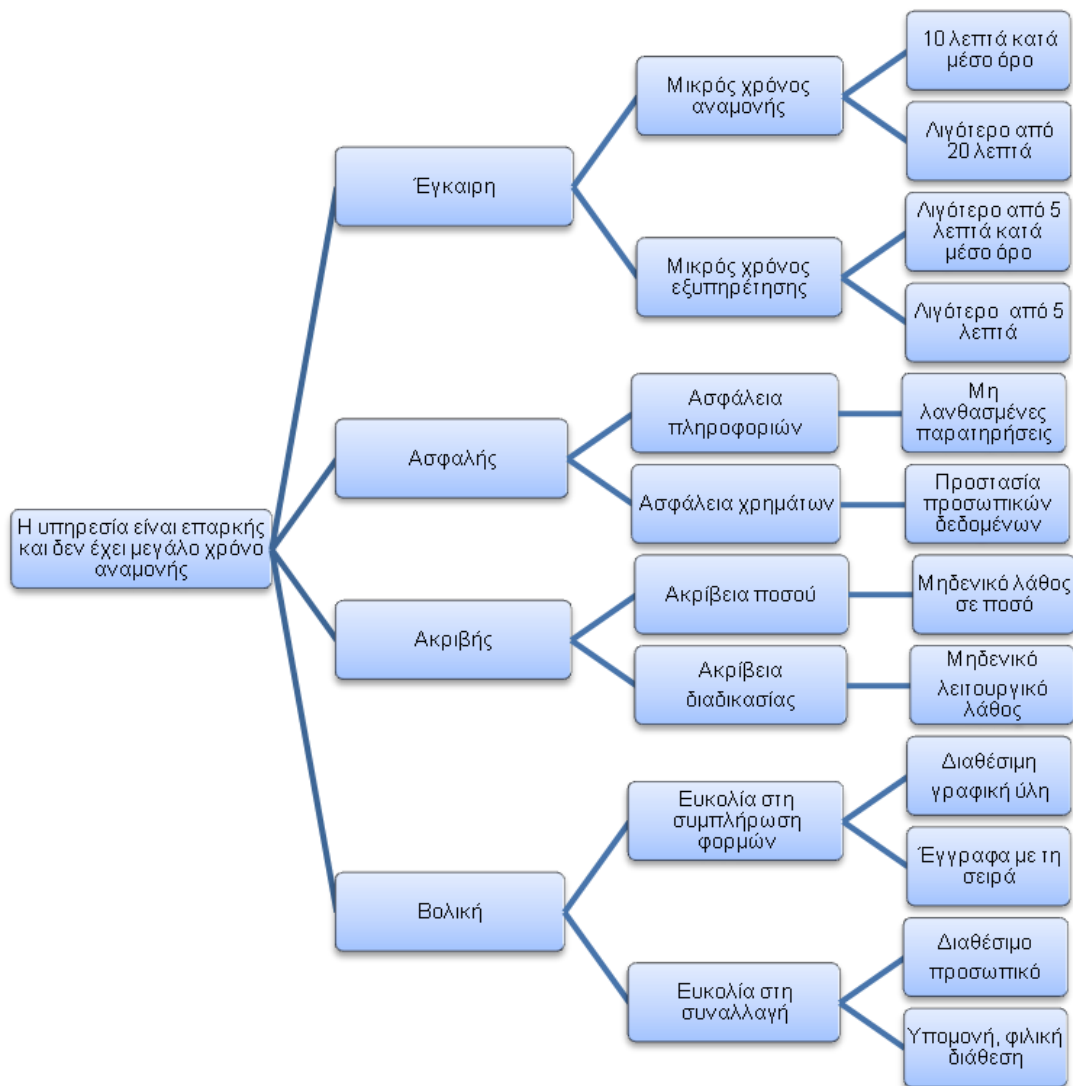 Η υπηρεσία είναι επαρκής
και δεν έχει μεγάλο χρόνο
αναμονής
Έγκαιρη
Μικρός χρόνος
αναμονής
10 λεπτά κατά
μέσο όρο
Λιγότερο από
20 λεπτά
Μικρός χρόνος
εξυπηρέτησης
Λιγότερο από 5
λεπτά κατά
μέσο όρο
Λιγότερο από 5
λεπτά
Ασφαλής
Ασφάλεια
πληροφοριών
Μη
λανθασμένες
παρατηρήσεις
Ασφάλεια χρημάτων
Προστασία
προσωπικών
δεδομένων
Ακριβής
Ακρίβεια ποσού
Μηδενικό λάθος
σε ποσό
Ακρίβεια
διαδικασίας
Μηδενικό
λειτουργικό
λάθος
Βολική
Ευκολία στη
συμπλήρωση
φορμών
Διαθέσιμη
γραφική ύλη
Έγγραφα με τη
σειρά
Ευκολία στη
συναλλαγή
Διαθέσιμο
προσωπικό
Υπομονή, φιλική
διάθεση